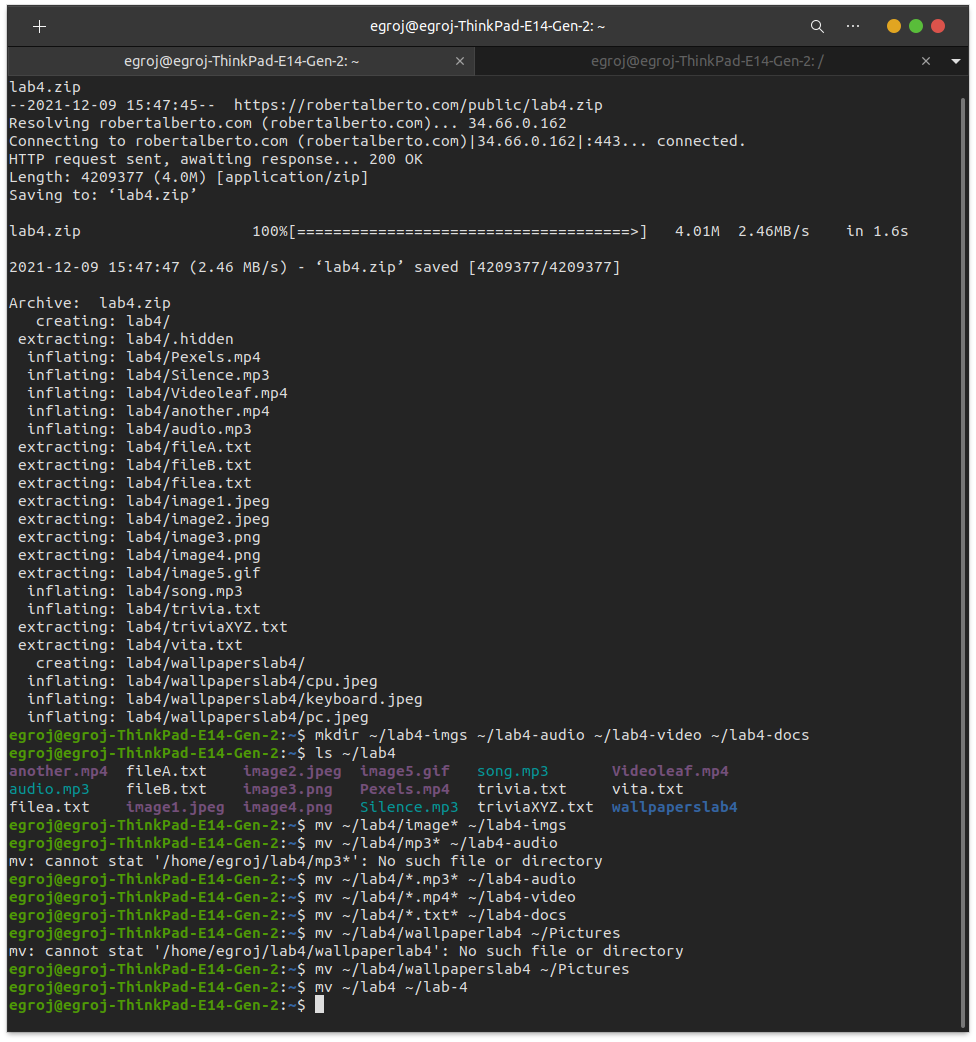 egroj@egroj-ThinkPad-E14-Gen-2: ~
egroj@egroj-ThinkPad-E14-Gen-2: ~ × egroj@egroj-ThinkPad-E14-Gen-2: / ×
lab4.zip
--2021-12-09 15:47:45--  https://robertalberto.com/public/lab4.zip
Resolving robertalberto.com (robertalberto.com)... 34.66.0.162
Connecting to robertalberto.com (robertalberto.com)|34.66.0.162|:443... connected.
HTTP request sent, awaiting response... 200 OK
Length: 4209377 (4.0M) [application/zip]
Saving to: ‘lab4.zip’
lab4.zip                   100%[=====================================>]   4.01M  2.46MB/s    in 1.6s
2021-12-09 15:47:47 (2.46 MB/s) - ‘lab4.zip’ saved [4209377/4209377]
Archive:  lab4.zip
   creating: lab4/
 extracting: lab4/.hidden
  inflating: lab4/Pexels.mp4
  inflating: lab4/Silence.mp3
  inflating: lab4/Videoleaf.mp4
  inflating: lab4/another.mp4
  inflating: lab4/audio.mp3
 extracting: lab4/fileA.txt
 extracting: lab4/fileB.txt
 extracting: lab4/filea.txt
 extracting: lab4/image1.jpeg
 extracting: lab4/image2.jpeg
 extracting: lab4/image3.png
 extracting: lab4/image4.png
 extracting: lab4/image5.gif
  inflating: lab4/song.mp3
  inflating: lab4/trivia.txt
 extracting: lab4/triviaXYZ.txt
 extracting: lab4/vita.txt
   creating: lab4/wallpaperslab4/
  inflating: lab4/wallpaperslab4/cpu.jpeg
  inflating: lab4/wallpaperslab4/keyboard.jpeg
  inflating: lab4/wallpaperslab4/pc.jpeg
egroj@egroj-ThinkPad-E14-Gen-2:~$ mkdir ~/lab4-imgs ~/lab4-audio ~/lab4-video ~/lab4-docs
egroj@egroj-ThinkPad-E14-Gen-2:~$ ls ~/lab4
another.mp4  fileA.txt    image2.jpeg  image5.gif   song.mp3       Videoleaf.mp4
audio.mp3    fileB.txt    image3.png   Pexels.mp4   trivia.txt     vita.txt
filea.txt    image1.jpeg  image4.png   Silence.mp3  triviaXYZ.txt  wallpaperslab4
egroj@egroj-ThinkPad-E14-Gen-2:~$ mv ~/lab4/image* ~/lab4-imgs
egroj@egroj-ThinkPad-E14-Gen-2:~$ mv ~/lab4/mp3* ~/lab4-audio
mv: cannot stat '/home/egroj/lab4/mp3*': No such file or directory
egroj@egroj-ThinkPad-E14-Gen-2:~$ mv ~/lab4/*.mp3* ~/lab4-audio
egroj@egroj-ThinkPad-E14-Gen-2:~$ mv ~/lab4/*.mp4* ~/lab4-video
egroj@egroj-ThinkPad-E14-Gen-2:~$ mv ~/lab4/*.txt* ~/lab4-docs
egroj@egroj-ThinkPad-E14-Gen-2:~$ mv ~/lab4/wallpaperlab4 ~/Pictures
mv: cannot stat '/home/egroj/lab4/wallpaperlab4': No such file or directory
egroj@egroj-ThinkPad-E14-Gen-2:~$ mv ~/lab4/wallpaperslab4 ~/Pictures
egroj@egroj-ThinkPad-E14-Gen-2:~$ mv ~/lab4 ~/lab-4
egroj@egroj-ThinkPad-E14-Gen-2:~$